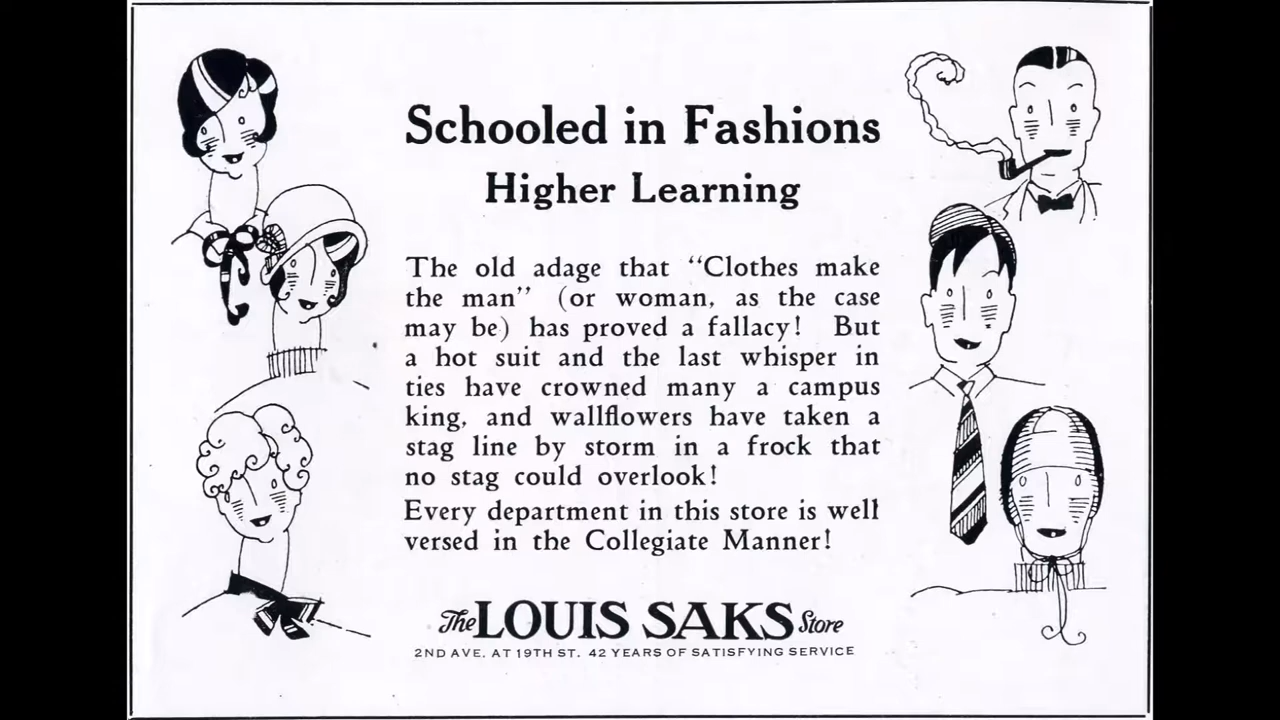 Schooled in Fashions
Higher Learning
The old adage that “Clothes make
the man” (or woman, as the case
may be) has proved a fallacy! But
a hot suit and the last whisper in
ties have crowned many a campus
king, and wallflowers have taken a
stag line by storm in a frock that
no stag could overlook!
Every department in this store is well
versed in the Collegiate Manner!
The LOUIS SAKS Store
2ND AVE. AT 19TH ST. 42 YEARS OF SATISFYING SERVICE